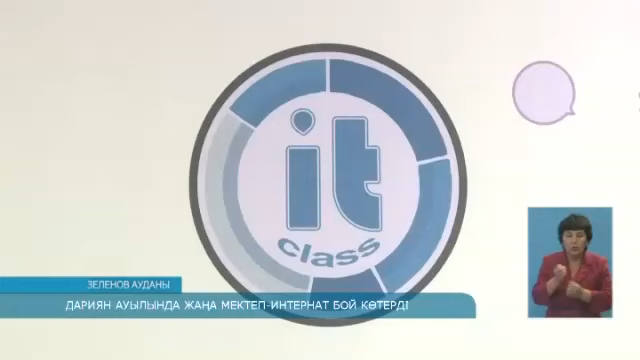 it
class
ЗЕЛЕНОВ АУДАНЫ
ДАРИЯН АУЫЛЫНДА ЖАҢА МЕКТЕП-ИНТЕРНАТ БОЙ КӨТЕРДІ